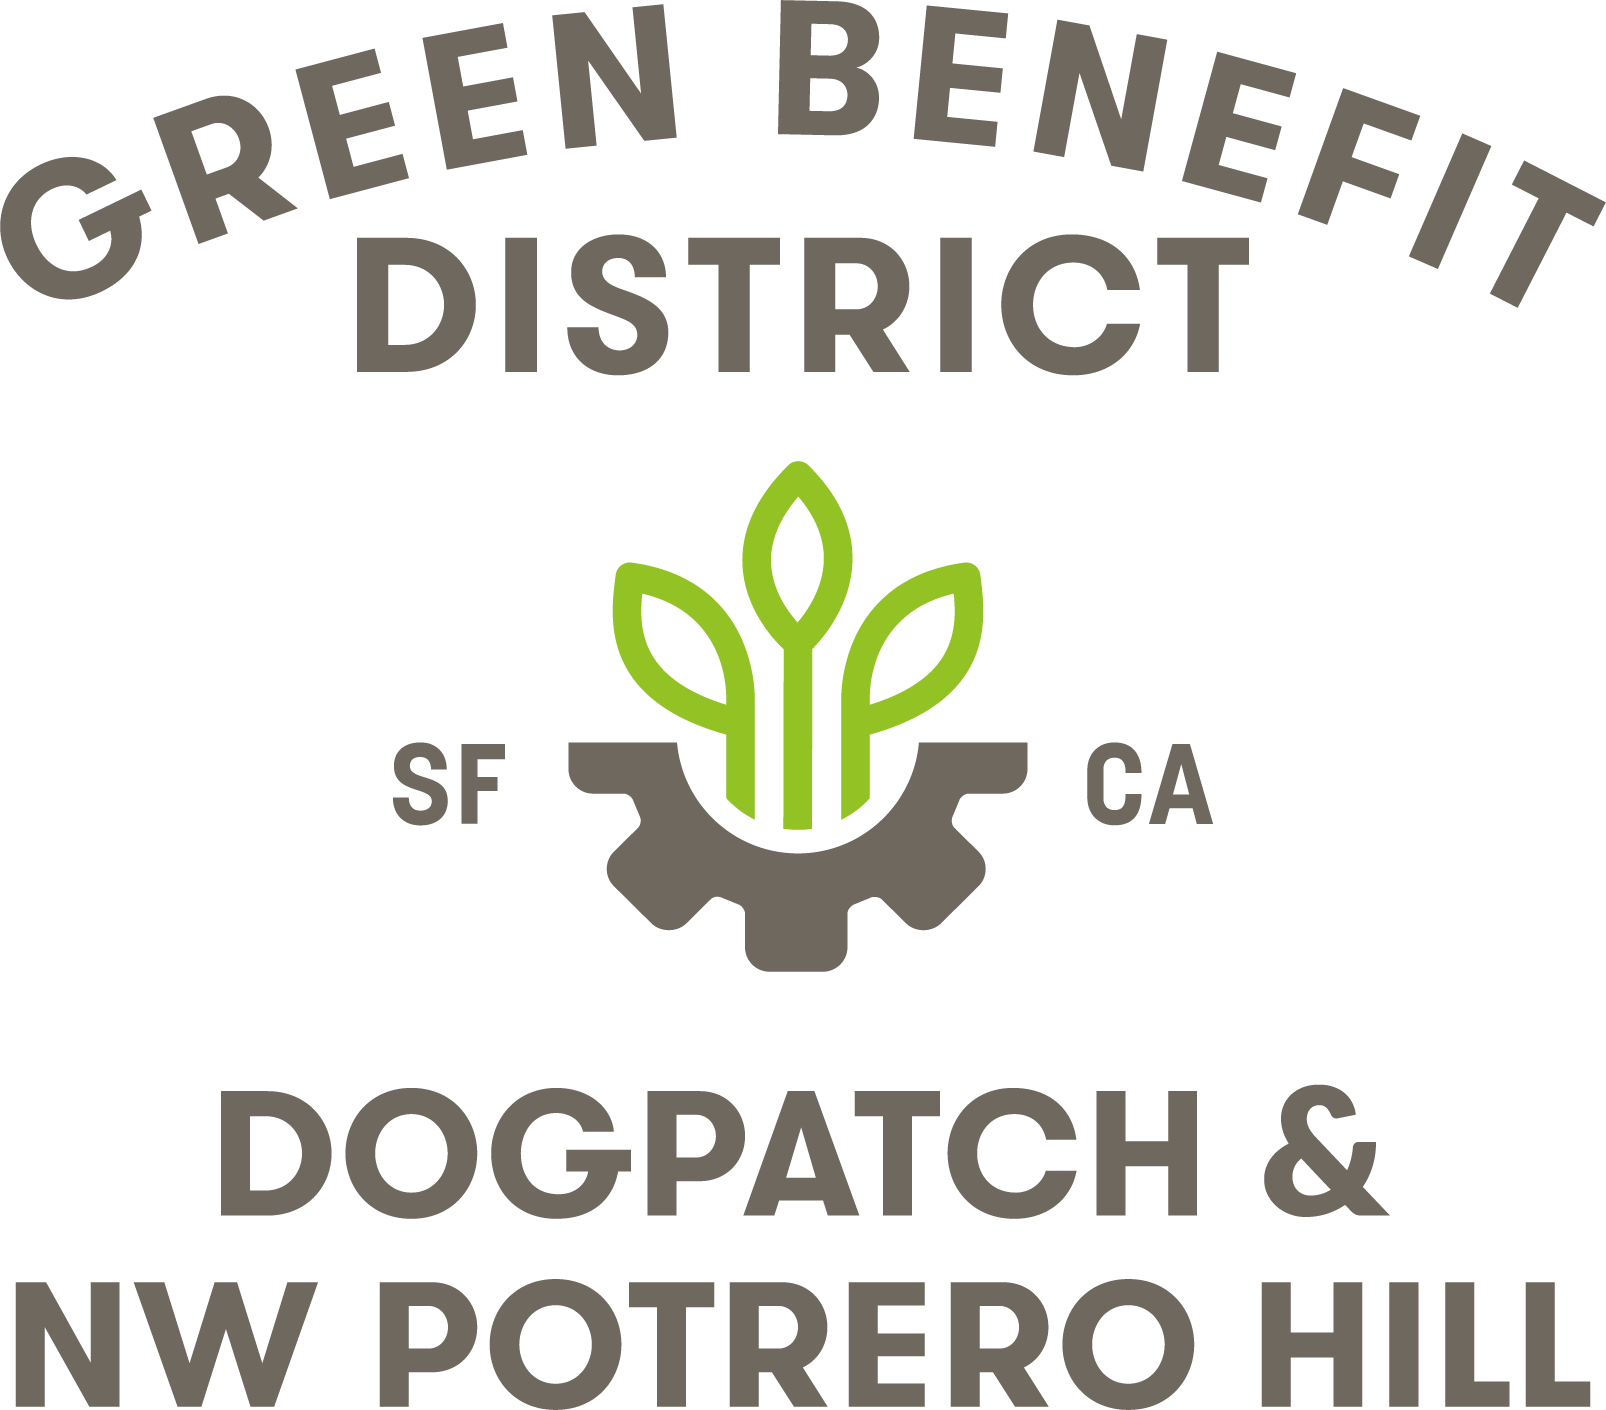 GREEN BENEFIT
DISTRICT
SF CA
DOGPATCH &
NW POTRERO HILL